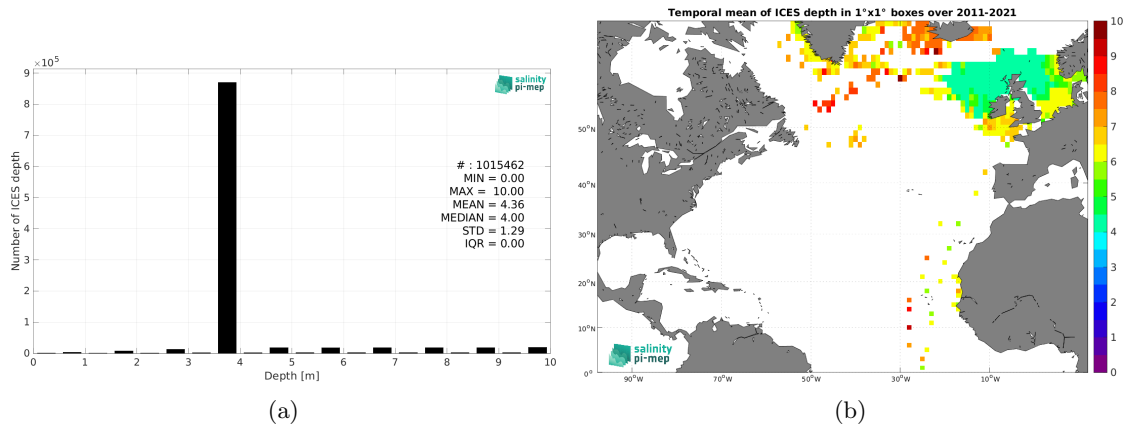 ×10⁵
9
8
7
6
5
4
3
2
1
0
Number of ICES depth
salinity
pi-mep
# : 1015462
MIN = 0.00
MAX = 10.00
MEAN = 4.36
MEDIAN = 4.00
STD = 1.29
IQR = 0.00
0 1 2 3 4 5 6 7 8 9 10
Depth [m]
(a)
Temporal mean of ICES depth in 1°x1° boxes over 2011-2021
50°N
40°N
30°N
20°N
10°N
0°
90°W 70°W 50°W 30°W 10°W
salinity
pi-mep
10
9
8
7
6
5
4
3
2
1
0
(b)